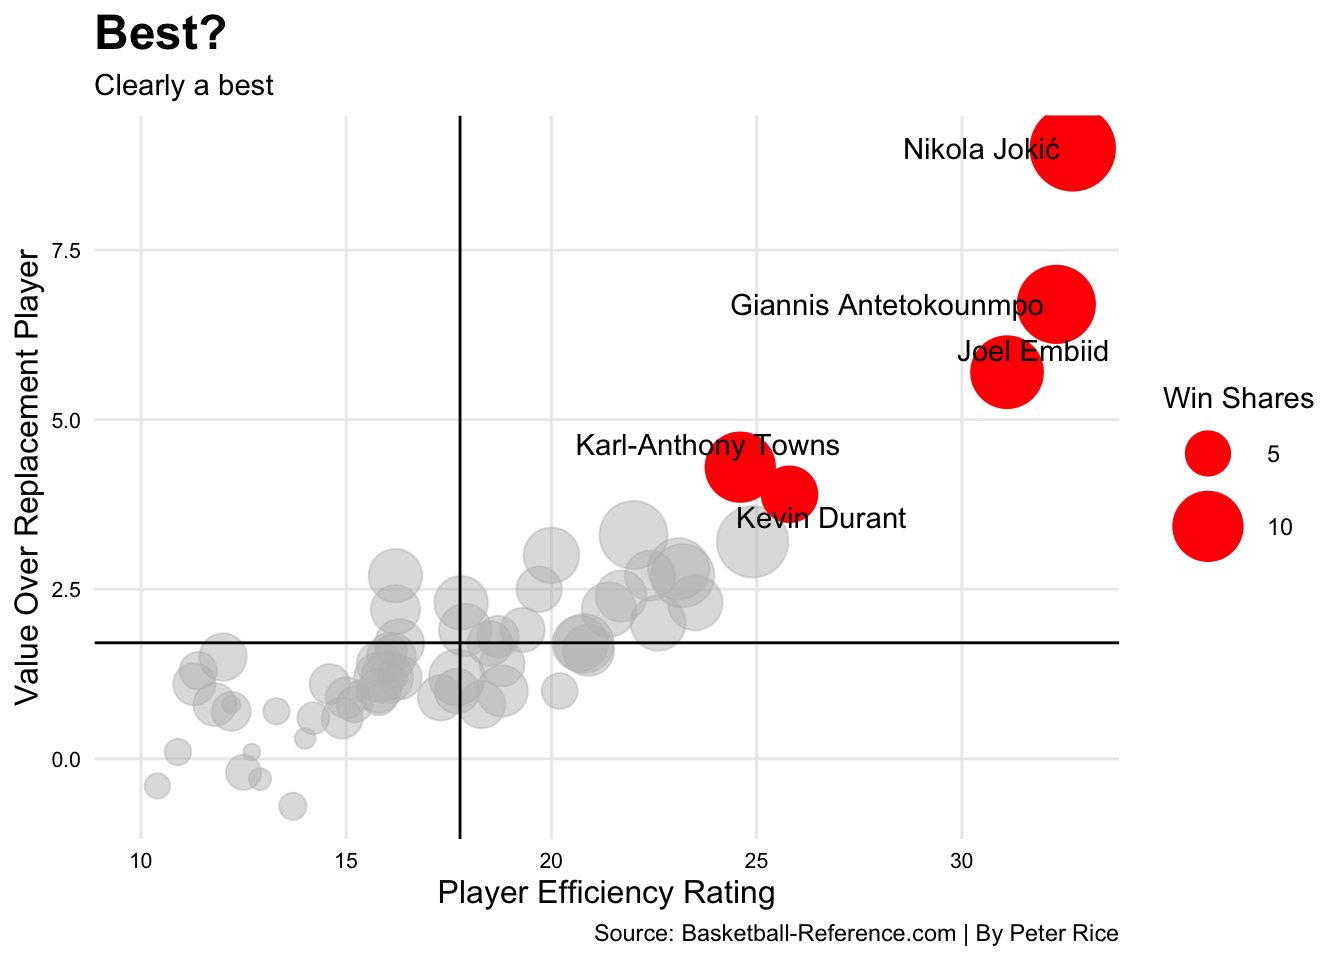 Best?
Clearly a best
Nikola Jokić
Giannis Antetokounmpo
Joel Embiid
Karl-Anthony Towns
Kevin Durant
Value Over Replacement Player
7.5
5.0
2.5
0.0
10 15 20 25 30
Player Efficiency Rating
Win Shares
5
10
Source: Basketball-Reference.com | By Peter Rice